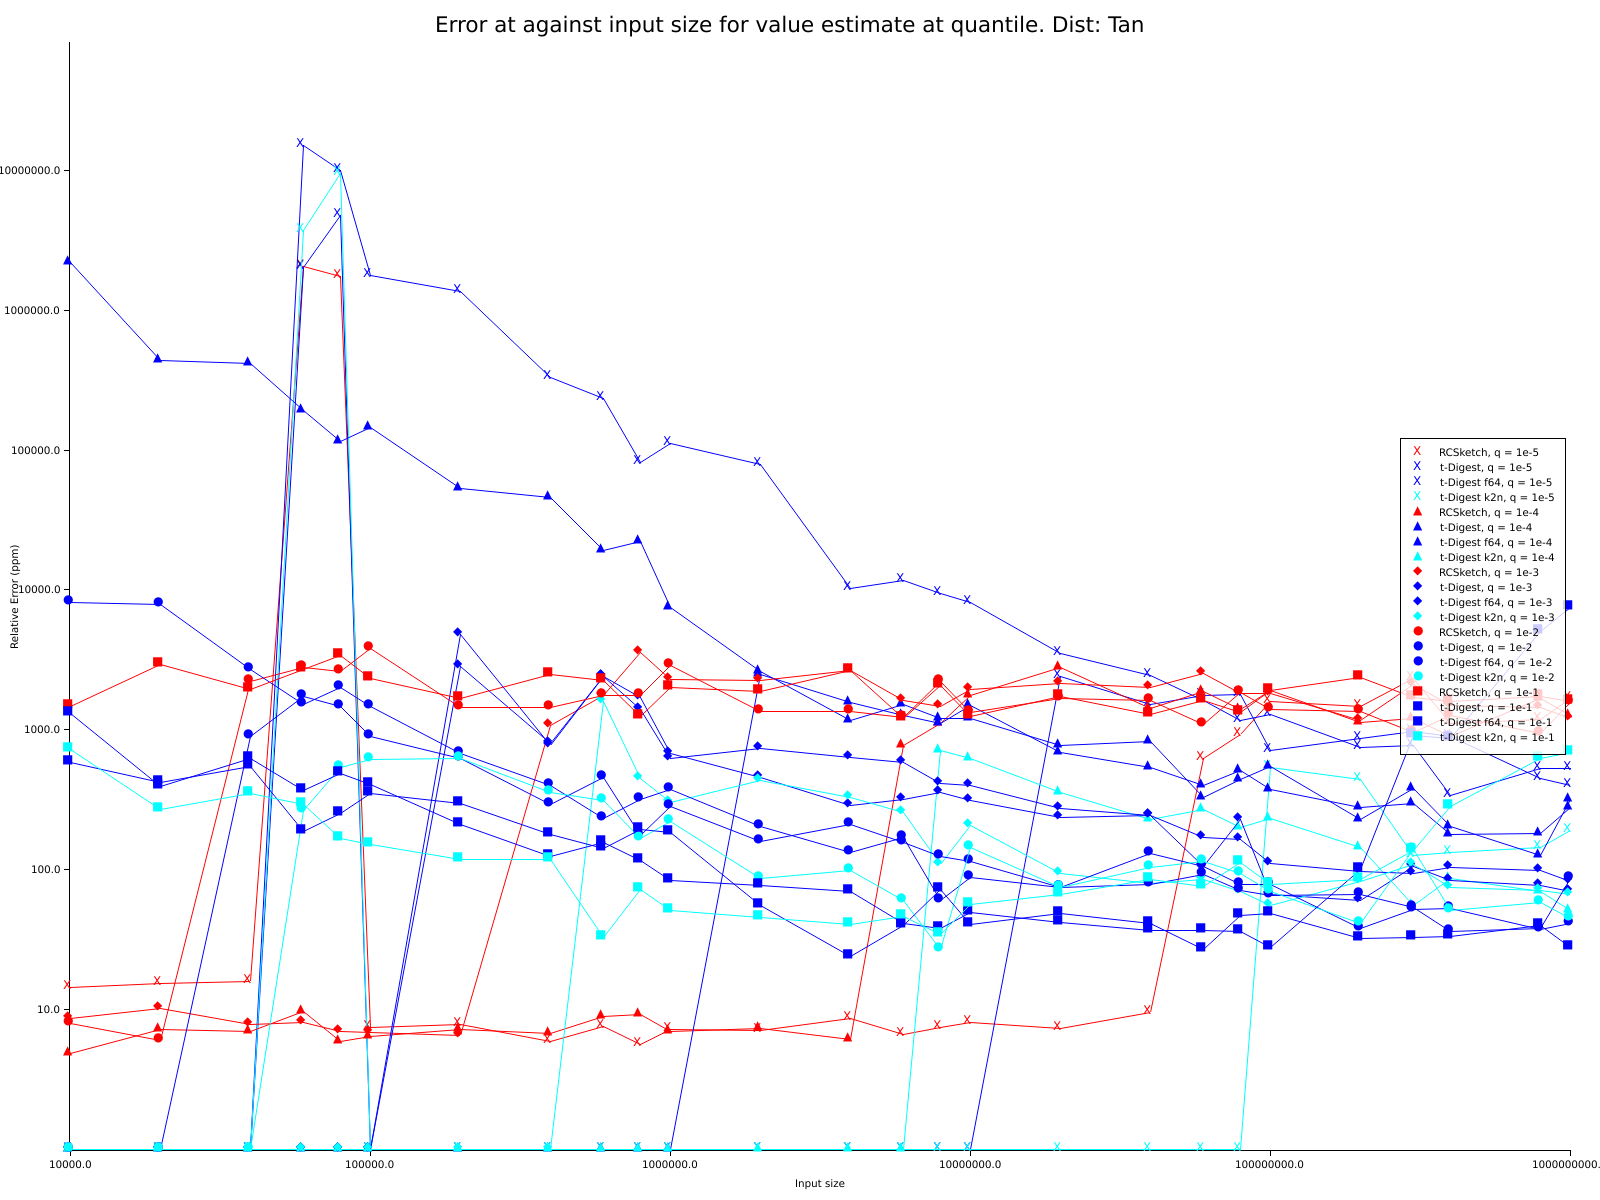 Error at against input size for value estimate at quantile. Dist: Tan
10000000.0
1000000.0
100000.0
10000.0
1000.0
100.0
10.0
Relative Error (ppm)
RCSketch, q = 1e-5
t-Digest, q = 1e-5
t-Digest f64, q = 1e-5
t-Digest k2n, q = 1e-5
RCSketch, q = 1e-4
t-Digest, q = 1e-4
t-Digest f64, q = 1e-4
t-Digest k2n, q = 1e-4
RCSketch, q = 1e-3
t-Digest, q = 1e-3
t-Digest f64, q = 1e-3
t-Digest k2n, q = 1e-3
RCSketch, q = 1e-2
t-Digest, q = 1e-2
t-Digest f64, q = 1e-2
t-Digest k2n, q = 1e-2
RCSketch, q = 1e-1
t-Digest, q = 1e-1
t-Digest f64, q = 1e-1
t-Digest k2n, q = 1e-1
10000.0 100000.0 1000000.0 10000000.0 100000000.0 1000000000.
Input size